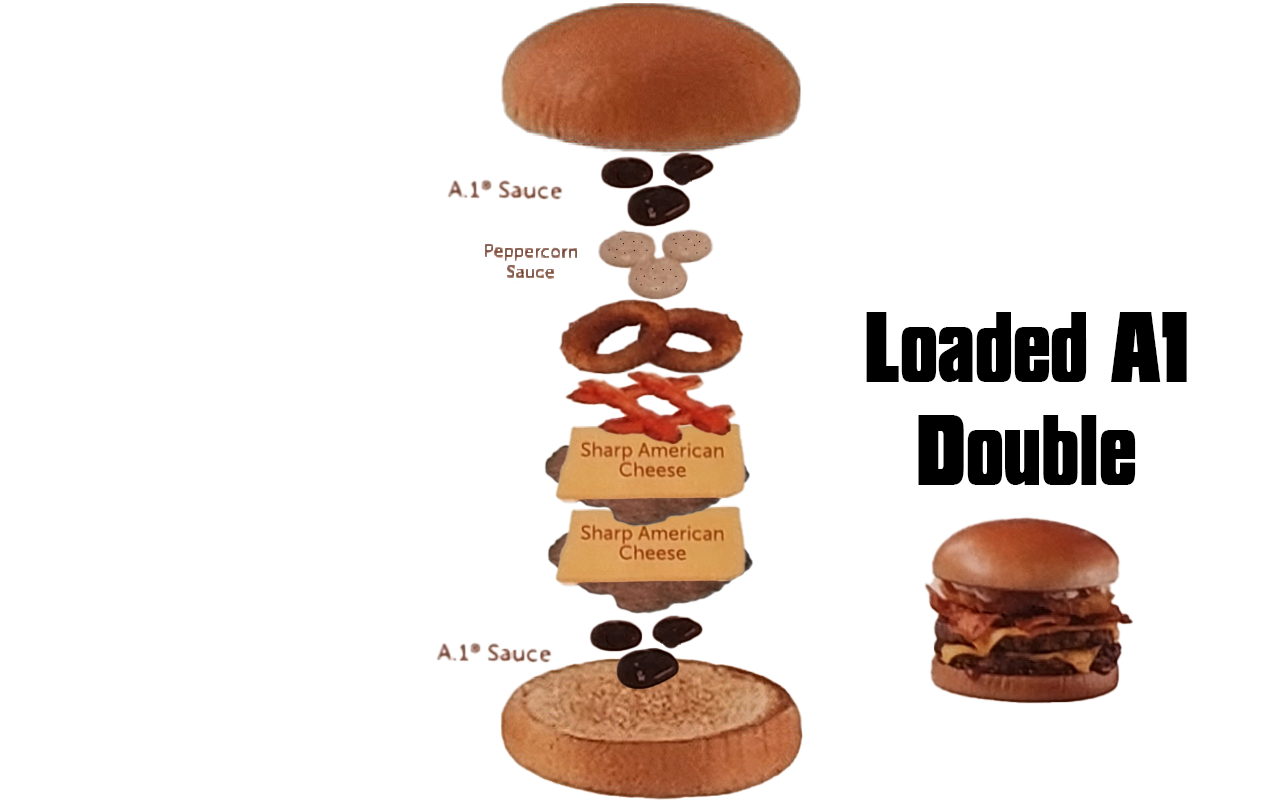 A.1® Sauce
Peppercorn
Sauce
Loaded A1
Double
Sharp American
Cheese
Sharp American
Cheese
A.1® Sauce